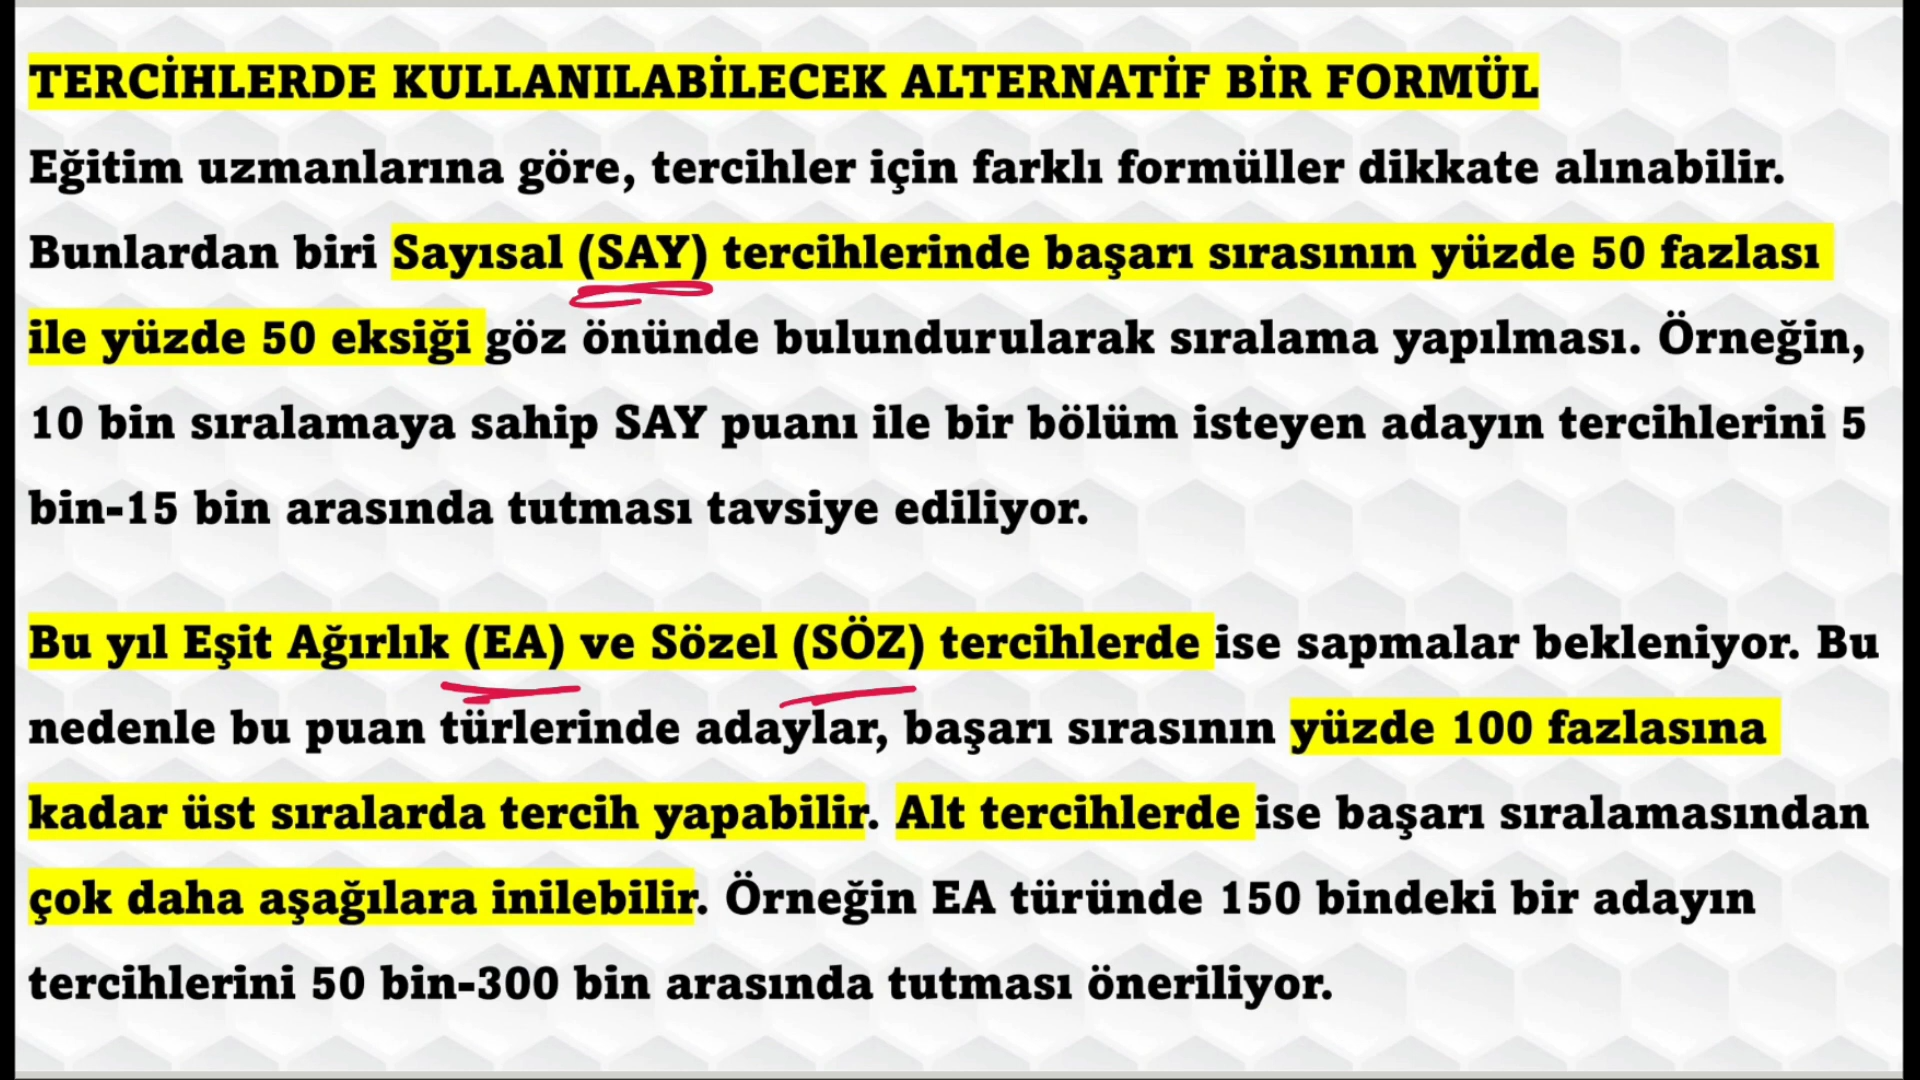 TERCİHLERDE KULLANILABİLECEK ALTERNATİF BİR FORMÜL
Eğitim uzmanlarına göre, tercihler için farklı formüller dikkate alınabilir.
Bunlardan biri Sayısal (SAY) tercihlerinde başarı sırasının yüzde 50 fazlası
ile yüzde 50 eksiği göz önünde bulundurularak sıralama yapılması. Örneğin,
10 bin sıralamaya sahip SAY puanı ile bir bölüm isteyen adayın tercihlerini 5
bin-15 bin arasında tutması tavsiye ediliyor.
Bu yıl Eşit Ağırlık (EA) ve Sözel (SÖZ) tercihlerde ise sapmalar bekleniyor. Bu
nedenle bu puan türlerinde adaylar, başarı sırasının yüzde 100 fazlasına
kadar üst sıralarda tercih yapabilir. Alt tercihlerde ise başarı sıralamasından
çok daha aşağılara inilebilir. Örneğin EA türünde 150 bindeki bir adayın
tercihlerini 50 bin-300 bin arasında tutması öneriliyor.